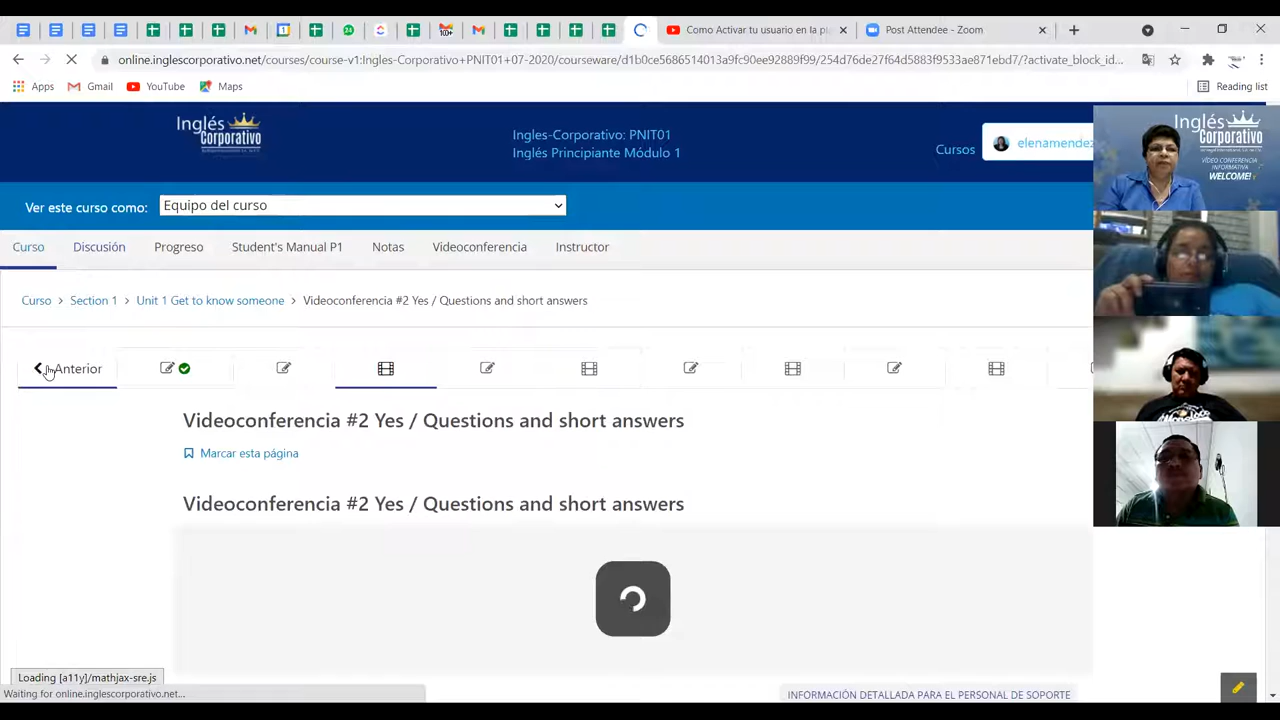 10+
24
Como Activar tu usuario en la p
Post Attendee - Zoom
online.inglescorporativo.net/courses/course-v1:Ingles-Corporativo+PNIT01+07-2020/courseware/d1b0ce5686514013a9fc90ee92889f99/254d76de27f64d5883f9533ae871ebd7/?activate_block_id...
Apps
Gmail
YouTube
Maps
Reading list
Inglés
Corporativo
Ingles-Corporativo: PNIT01
Inglés Principiante Módulo 1
Cursos
elenamendez
Inglés
Corporativo
VÍDEO CONFERENCIA
INFORMATIVA
WELCOME!
Ver este curso como:
Equipo del curso
Curso
Discusión
Progreso
Student's Manual P1
Notas
Videoconferencia
Instructor
Curso > Section 1 > Unit 1 Get to know someone > Videoconferencia #2 Yes / Questions and short answers
Anterior
Videoconferencia #2 Yes / Questions and short answers
Marcar esta página
Videoconferencia #2 Yes / Questions and short answers
Loading [a11y]/mathjax-sre.js
Waiting for online.inglescorporativo.net...
INFORMACIÓN DETALLADA PARA EL PERSONAL DE SOPORTE